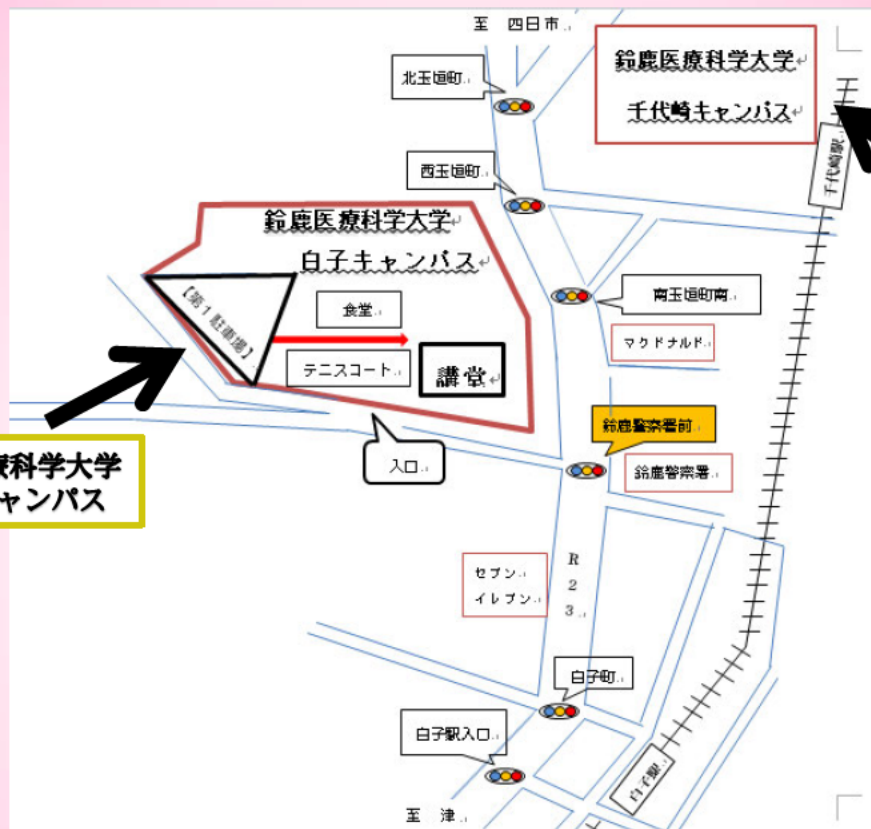 至 四日市
鈴鹿医療科学大学
千代崎キャンパス
北玉垣町
千代崎駅
西玉垣町
鈴鹿医療科学大学
白子キャンパス
【第1駐車場】
食堂
南玉垣町南
マクドナルド
テニスコート
講堂
鈴鹿警察署前
入口
鈴鹿警察署
療科学大学
ャンパス
セブン
イレブン
R
2
3
白子町
白子駅入口
白子駅
至 津